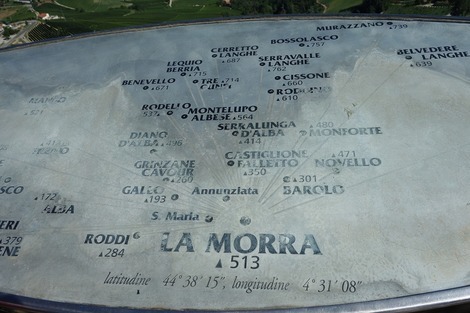 MURAZZANO ▲739
BOSSOLASCO
▲757
CERRETTO
LANGHE
▲687
BELVEDERE
LANGHE
▲639
SERRAVALLE
LANGHE
▲762
LEQUIO
BERRIA
▲715
TRE ▲714
CISSONE
660
BENEVELLO
▲671
RODDINO
▲610
RODELLO
537
MONTELUPO
ALBESE ▲564
SERRALUNGA
D'ALBA
▲414
▲480
MONFORTE
DIANO
D'ALBA ▲496
CASTIGLIONE
FALLETTO
▲350
471
NOVELLO
GRINZANE
CAVOUR
▲260
▲301
BAROLO
GALLO
▲193
Annunziata
▲172
ALBA
S. Maria
▲379
RODDI
▲284
LA MORRA
▲513
latitudine 44° 38' 15", longitudine 4° 31' 08"